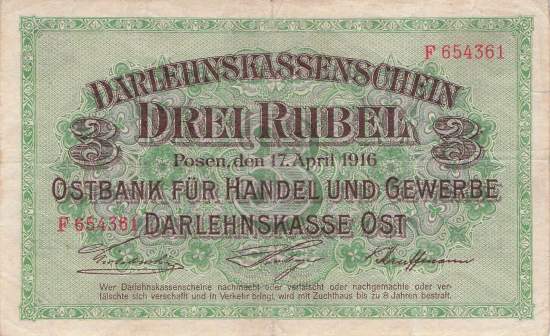 F 654361
DARLEHNSKASSENSCHEIN
3 DREI RUBEL 3
Posen, den 17. April 1916
OSTBANK FÜR HANDEL UND GEWERBE
F 654361 DARLEHNSKASSE OST
Wer Darlehnskassenscheine nachmacht oder verfälscht oder nachgemachte oder ver-
fälschte sich verschafft und in Verkehr bringt, wird mit Zuchthaus bis zu 8 Jahren bestraft.